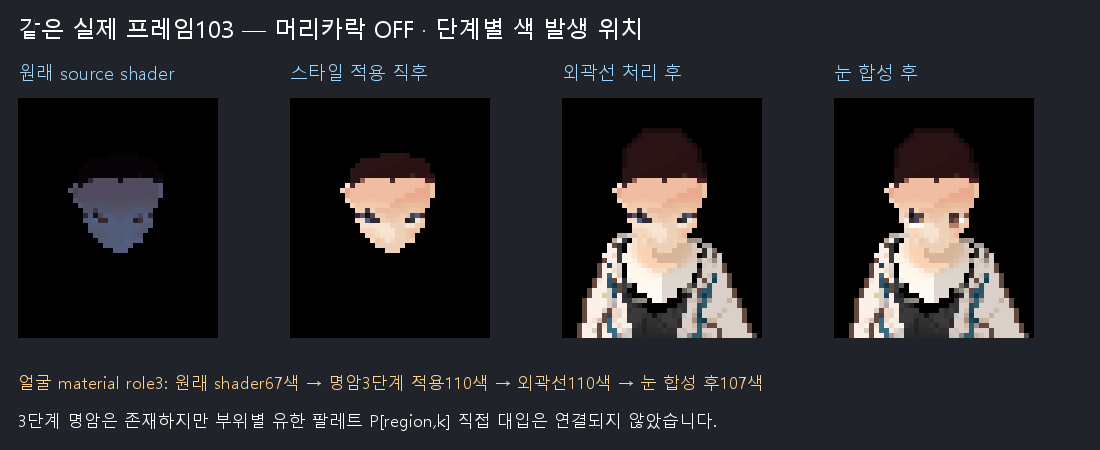 같은 실제 프레임103 — 머리카락 OFF · 단계별 색 발생 위치
원래 source shader
스타일 적용 직후
외곽선 처리 후
눈 합성 후
얼굴 material role3: 원래 shader67색 → 명암3단계 적용110색 → 외곽선110색 → 눈 합성 후107색
3단계 명암은 존재하지만 부위별 유한 팔레트 P[region,k] 직접 대입은 연결되지 않았습니다.